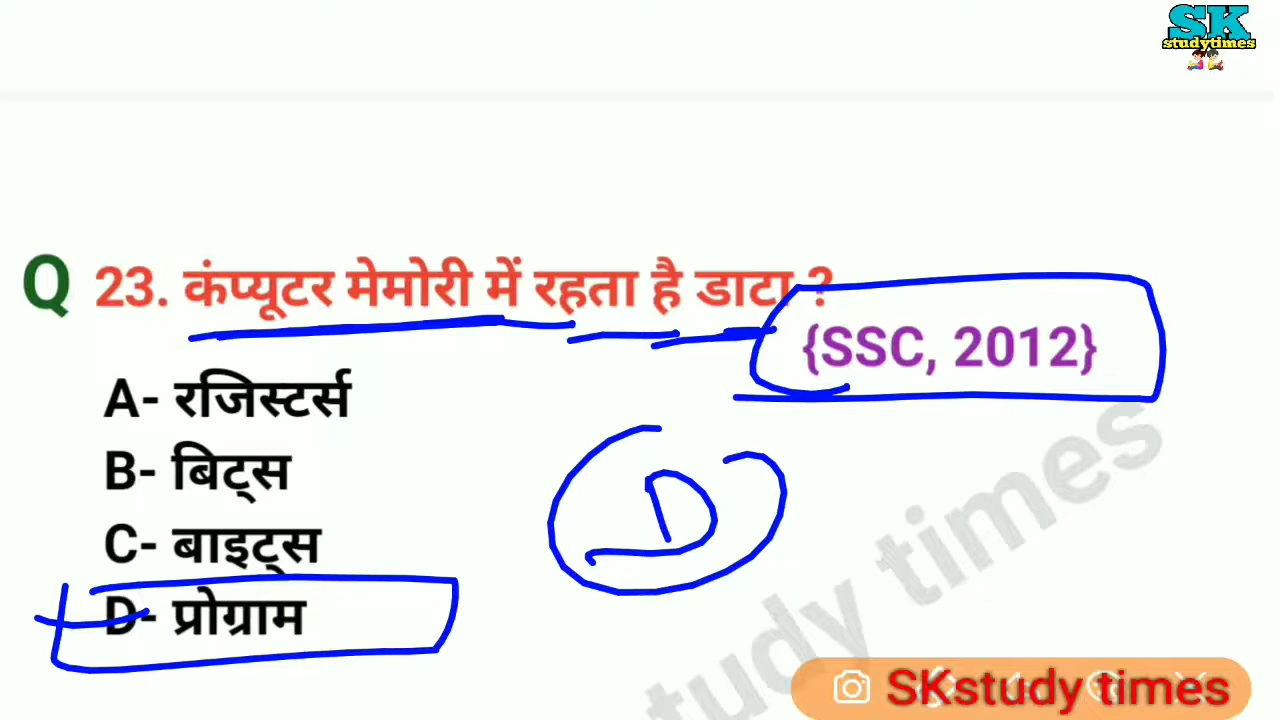 SK
studytimes
Q 23. कंप्यूटर मेमोरी में रहता है डाटा ?
{SSC, 2012}
A- रजिस्टर्स
B- बिट्स
C- बाइट्स
D- प्रोग्राम
D
study times
SKstudy times